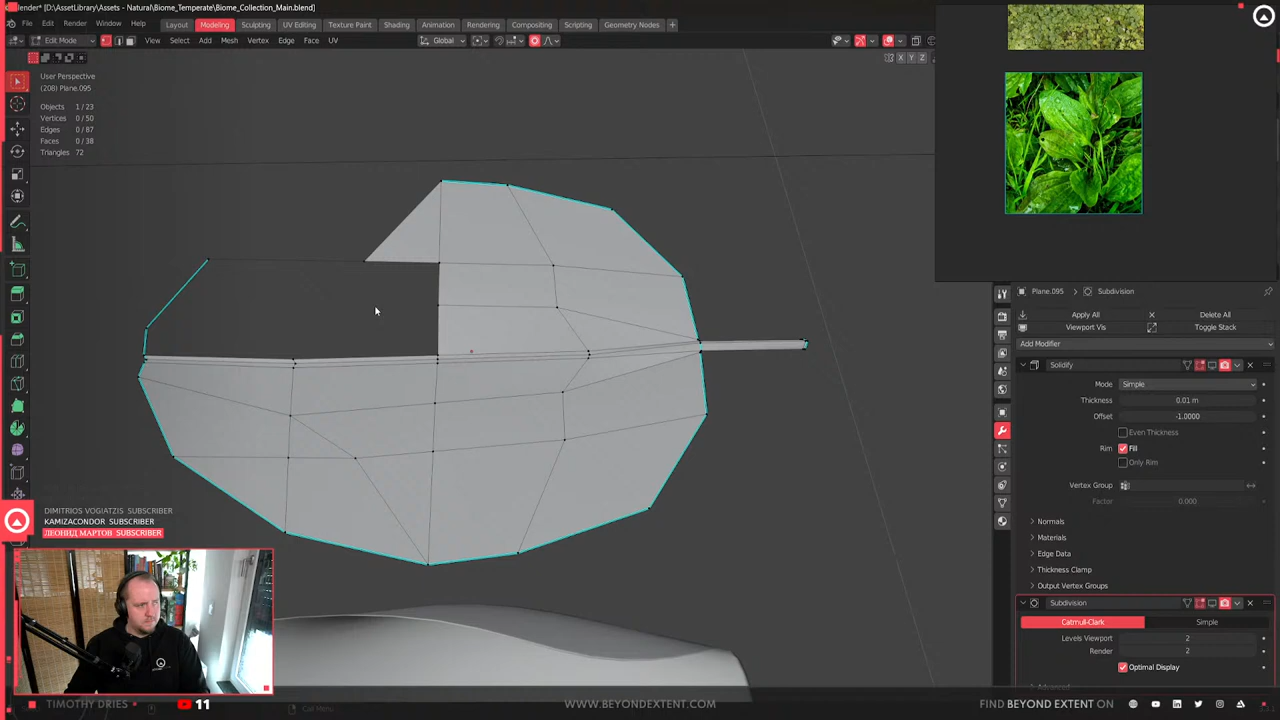 Blender* [D:\AssetLibrary\Assets - Natural\Biome_Temperate\Biome_Collection_Main.blend]
File Edit Render Window Help
Layout Modeling Sculpting UV Editing Texture Paint Shading Animation Rendering Compositing Scripting Geometry Nodes
Edit Mode View Select Add Mesh Vertex Edge Face UV Global
X Y Z
User Perspective
(208) Plane.095
Objects 1/23
Vertices 0/50
Edges 0/87
Faces 0/38
Triangles 72
Plane.095 Subdivision
Apply All Delete All
Viewport Vis Toggle Stack
Add Modifier
Solidify
Mode Simple
Thickness 0.01 m
Offset -1.0000
Even Thickness
Rim Fill
Only Rim
Vertex Group
Factor 0.000
Normals
Materials
Edge Data
Thickness Clamp
Output Vertex Groups
Subdivision
Catmull-Clark Simple
Levels Viewport 2
Render 2
Optimal Display
DIMITRIOS VOGIATZIS SUBSCRIBER
KAMIZACONDOR SUBSCRIBER
ЛЕОНИД МАРТОВ SUBSCRIBER
Call Menu
TIMOTHY DRIES 11 WWW.BEYONDEXTENT.COM FIND BEYOND EXTENT ON